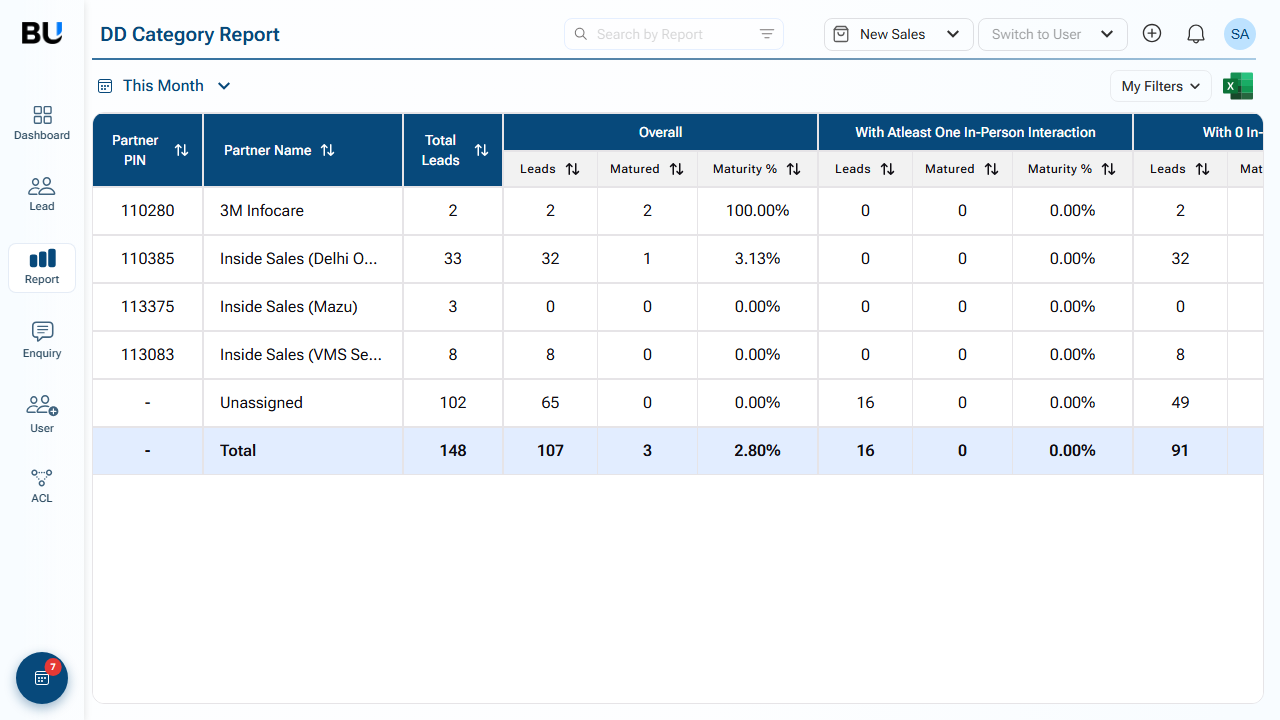 BU
DD Category Report
Search by Report
New Sales
Switch to User
SA
This Month
My Filters
X
Dashboard
Lead
Report
Enquiry
User
ACL
7
Partner PIN
Partner Name
Total Leads
Overall
With Atleast One In-Person Interaction
With 0 In-
Leads Matured Maturity % Leads Matured Maturity % Leads Mat
110280 3M Infocare 2 2 2 100.00% 0 0 0.00% 2
110385 Inside Sales (Delhi O... 33 32 1 3.13% 0 0 0.00% 32
113375 Inside Sales (Mazu) 3 0 0 0.00% 0 0 0.00% 0
113083 Inside Sales (VMS Se... 8 8 0 0.00% 0 0 0.00% 8
- Unassigned 102 65 0 0.00% 16 0 0.00% 49
- Total 148 107 3 2.80% 16 0 0.00% 91